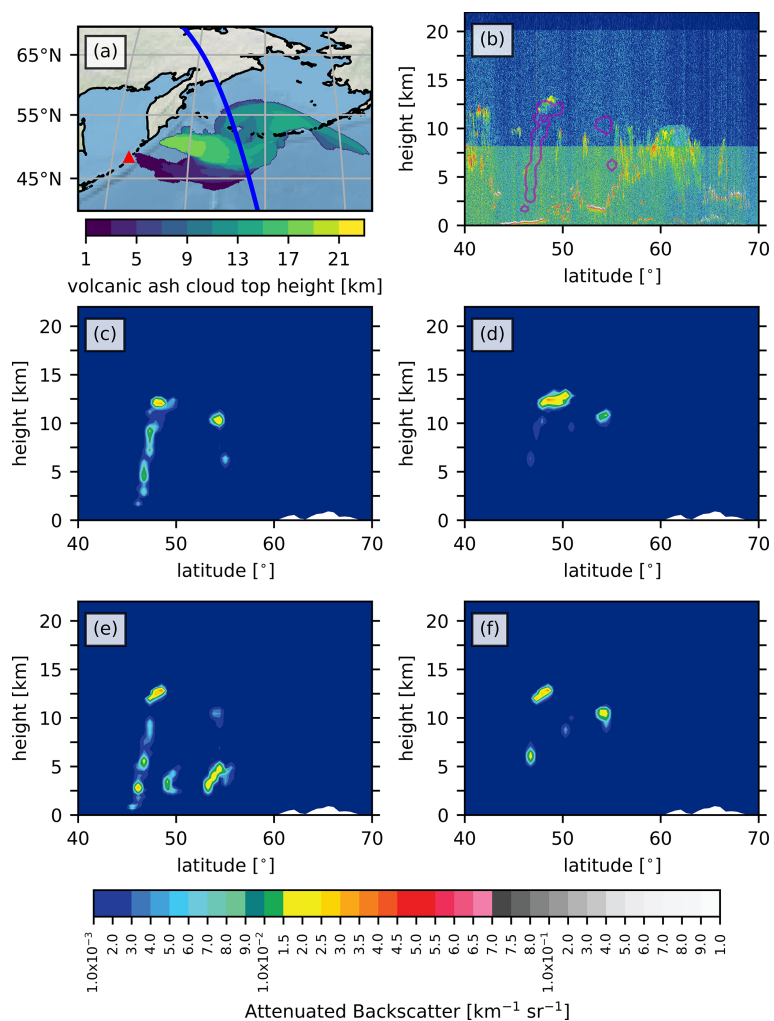 (a)
65°N
55°N
45°N
1 5 9 13 17 21
volcanic ash cloud top height [km]
(b)
height [km]
20
15
10
5
0
40 50 60 70
latitude [°]
(c)
height [km]
20
15
10
5
0
40 50 60 70
latitude [°]
(d)
height [km]
20
15
10
5
0
40 50 60 70
latitude [°]
(e)
height [km]
20
15
10
5
0
40 50 60 70
latitude [°]
(f)
height [km]
20
15
10
5
0
40 50 60 70
latitude [°]
1.0x10⁻³ 2.0 3.0 4.0 5.0 6.0 7.0 8.0 9.0 1.0x10⁻² 1.5 2.0 2.5 3.0 3.5 4.0 4.5 5.0 5.5 6.0 6.5 7.0 7.5 8.0 1.0x10⁻¹ 2.0 3.0 4.0 5.0 6.0 7.0 8.0 9.0 1.0
Attenuated Backscatter [km⁻¹ sr⁻¹]